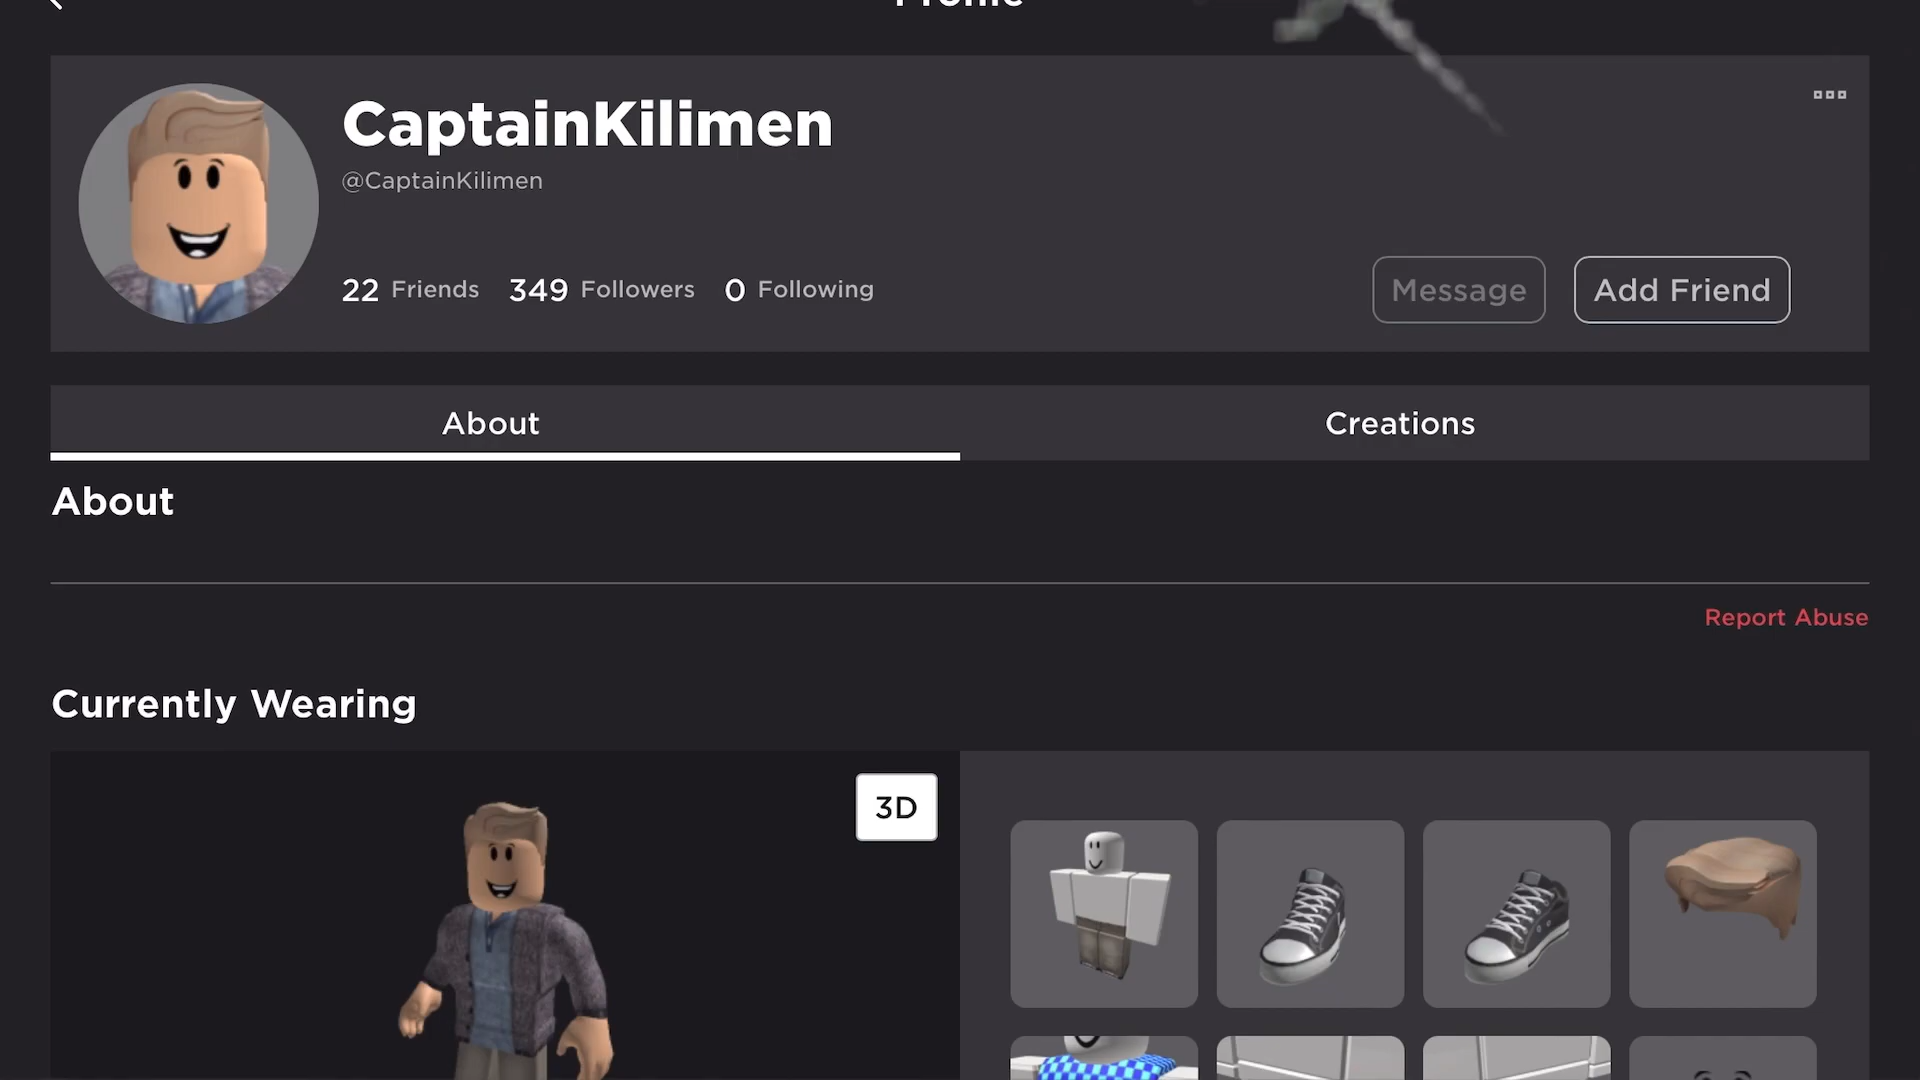 Profile
CaptainKilimen
@CaptainKilimen
22 Friends 349 Followers 0 Following
Message
Add Friend
About
Creations
About
Report Abuse
Currently Wearing
3D